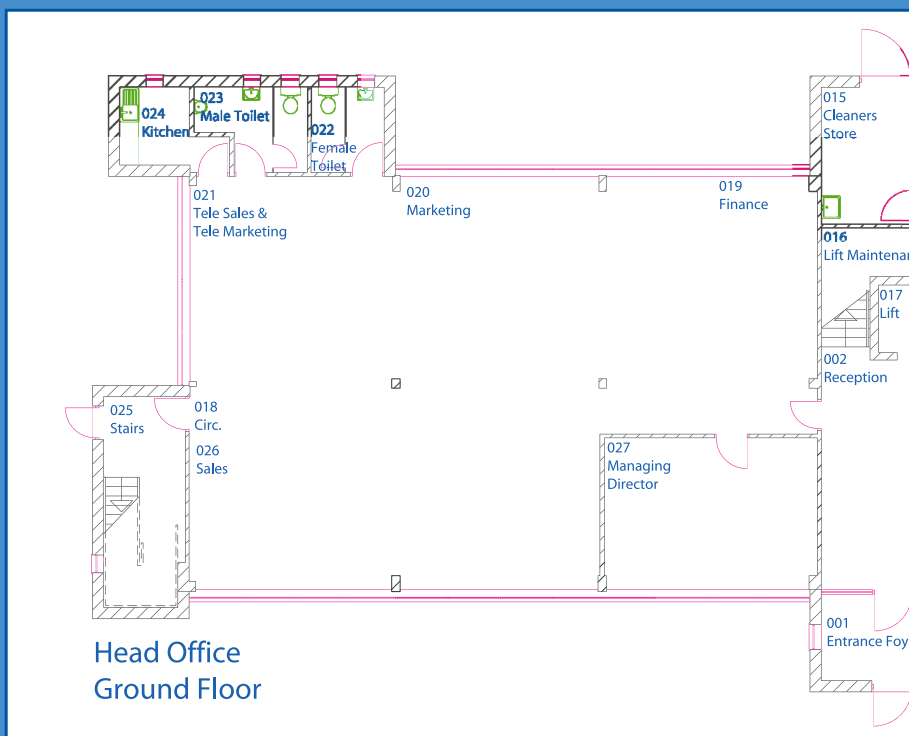 024
Kitchen
023
Male Toilet
022
Female
Toilet
015
Cleaners
Store
021
Tele Sales &
Tele Marketing
020
Marketing
019
Finance
016
Lift Maintenan
017
Lift
002
Reception
025
Stairs
018
Circ.
026
Sales
027
Managing
Director
001
Entrance Foy
Head Office
Ground Floor